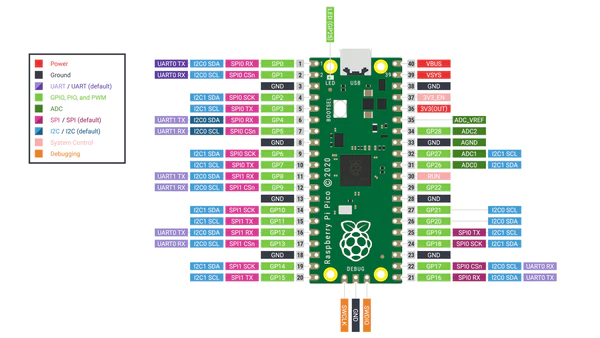 LED (GP25)
Power
Ground
UART / UART (default)
GPIO, PIO, and PWM
ADC
SPI / SPI (default)
I2C / I2C (default)
System Control
Debugging
LED
USB
BOOTSEL
Raspberry Pi Pico © 2020
DEBUG
UART0 TX I2C0 SDA SPI0 RX GP0 1
UART0 RX I2C0 SCL SPI0 CSn GP1 2
GND 3
I2C1 SDA SPI0 SCK GP2 4
I2C1 SCL SPI0 TX GP3 5
UART1 TX I2C0 SDA SPI0 RX GP4 6
UART1 RX I2C0 SCL SPI0 CSn GP5 7
GND 8
I2C1 SDA SPI0 SCK GP6 9
I2C1 SCL SPI0 TX GP7 10
UART1 TX I2C0 SDA SPI1 RX GP8 11
UART1 RX I2C0 SCL SPI1 CSn GP9 12
GND 13
I2C1 SDA SPI1 SCK GP10 14
I2C1 SCL SPI1 TX GP11 15
UART0 TX I2C0 SDA SPI1 RX GP12 16
UART0 RX I2C0 SCL SPI1 CSn GP13 17
GND 18
I2C1 SDA SPI1 SCK GP14 19
I2C1 SCL SPI1 TX GP15 20
40 VBUS
39 VSYS
38 GND
37 3V3_EN
36 3V3(OUT)
35 ADC_VREF
34 GP28 ADC2
33 GND AGND
32 GP27 ADC1 I2C1 SCL
31 GP26 ADC0 I2C1 SDA
30 RUN
29 GP22
28 GND
27 GP21 I2C0 SCL
26 GP20 I2C0 SDA
25 GP19 SPI0 TX I2C1 SCL
24 GP18 SPI0 SCK I2C1 SDA
23 GND
22 GP17 SPI0 CSn I2C0 SCL UART0 RX
21 GP16 SPI0 RX I2C0 SDA UART0 TX
2
39
SWCLK
GND
SWDIO